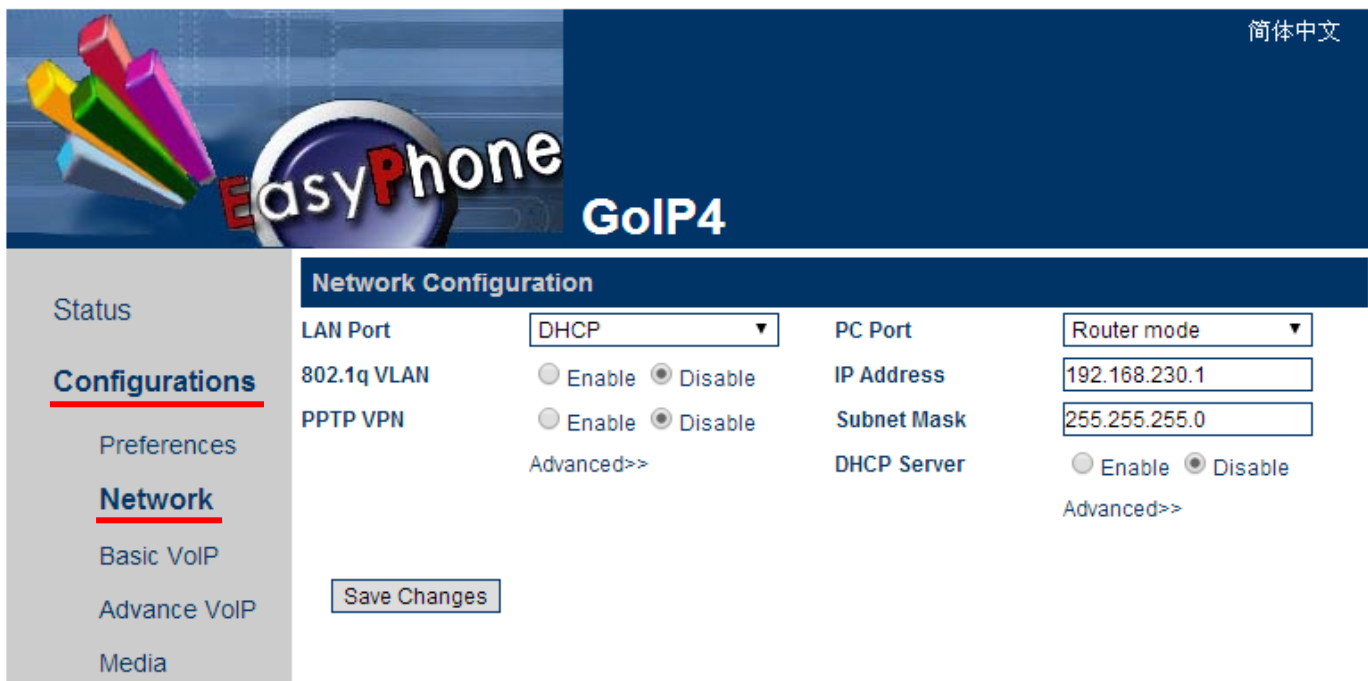 简体中文
EasyPhone
GoIP4
Status
Configurations
Preferences
Network
Basic VoIP
Advance VoIP
Media
Network Configuration
LAN Port DHCP PC Port Router mode
802.1q VLAN Enable Disable IP Address 192.168.230.1
PPTP VPN Enable Disable Subnet Mask 255.255.255.0
Advanced>> DHCP Server Enable Disable
Advanced>>
Save Changes